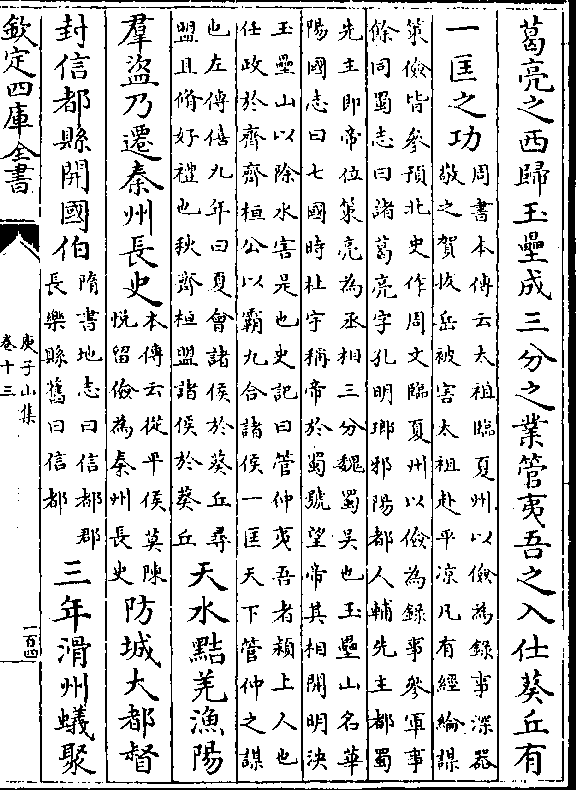 葛亮之西歸玉壘成三分之業管夷吾之入仕葵丘有
一匡之功
周書本傳云太祖臨夏州以儉為錄事深器
敬之賀拔岳被害太祖赴平凉凡有經綸謀
策儉皆參預北史作周文臨夏州以儉為錄事參軍事
餘同蜀志曰諸葛亮字孔明瑯邪陽都人輔先主都蜀
先主即帝位策亮為丞相三分魏蜀吳也玉壘山名華
陽國志曰七國時杜宇稱帝於蜀號望帝其相開明決
玉壘山以除水害是也史記曰管仲夷吾者潁上人也
任政於齊齊桓公以霸九合諸侯一匡天下管仲之謀
也左傳僖九年曰夏會諸侯於葵丘尋
盟且脩好禮也秋齊桓盟諸侯於葵丘
天水黠羌漁陽
羣盜乃遷秦州長史
本傳云從平侯莫陳
悅留儉為秦州長史
防城大都督
封信都縣開國伯
隋書地志曰信都郡
長樂縣舊曰信都
三年滑州蟻聚
欽定四庫全書
庚子山集
卷十三
一百四